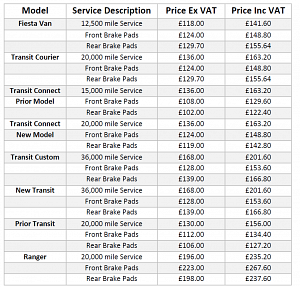 Model Service Description Price Ex VAT Price Inc VAT
Fiesta Van 12,500 mile Service £118.00 £141.60
Front Brake Pads £124.00 £148.80
Rear Brake Pads £129.70 £155.64
Transit Courier 20,000 mile Service £136.00 £163.20
Front Brake Pads £124.00 £148.80
Rear Brake Pads £129.70 £155.64
Transit Connect 15,000 mile Service £136.00 £163.20
Prior Model Front Brake Pads £108.00 £129.60
Rear Brake Pads £102.00 £122.40
Transit Connect 20,000 mile Service £136.00 £163.20
New Model Front Brake Pads £124.00 £148.80
Rear Brake Pads £119.00 £142.80
Transit Custom 36,000 mile Service £168.00 £201.60
Front Brake Pads £128.00 £153.60
Rear Brake Pads £139.00 £166.80
New Transit 36,000 mile Service £168.00 £201.60
Front Brake Pads £128.00 £153.60
Rear Brake Pads £139.00 £166.80
Prior Transit 20,000 mile Service £130.00 £156.00
Front Brake Pads £112.00 £134.40
Rear Brake Pads £106.00 £127.20
Ranger 20,000 mile Service £196.00 £235.20
Front Brake Pads £223.00 £267.60
Rear Brake Pads £198.00 £237.60